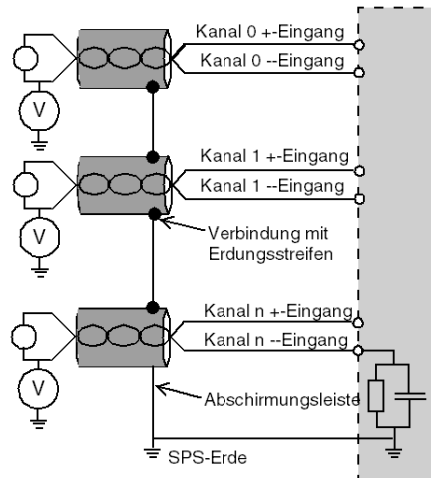 Kanal 0 +-Eingang
V
Kanal 0 --Eingang
Kanal 1 +-Eingang
V
Kanal 1 --Eingang
Verbindung mit
Erdungsstreifen
Kanal n +-Eingang
Kanal n --Eingang
V
Abschirmungsleiste
SPS-Erde